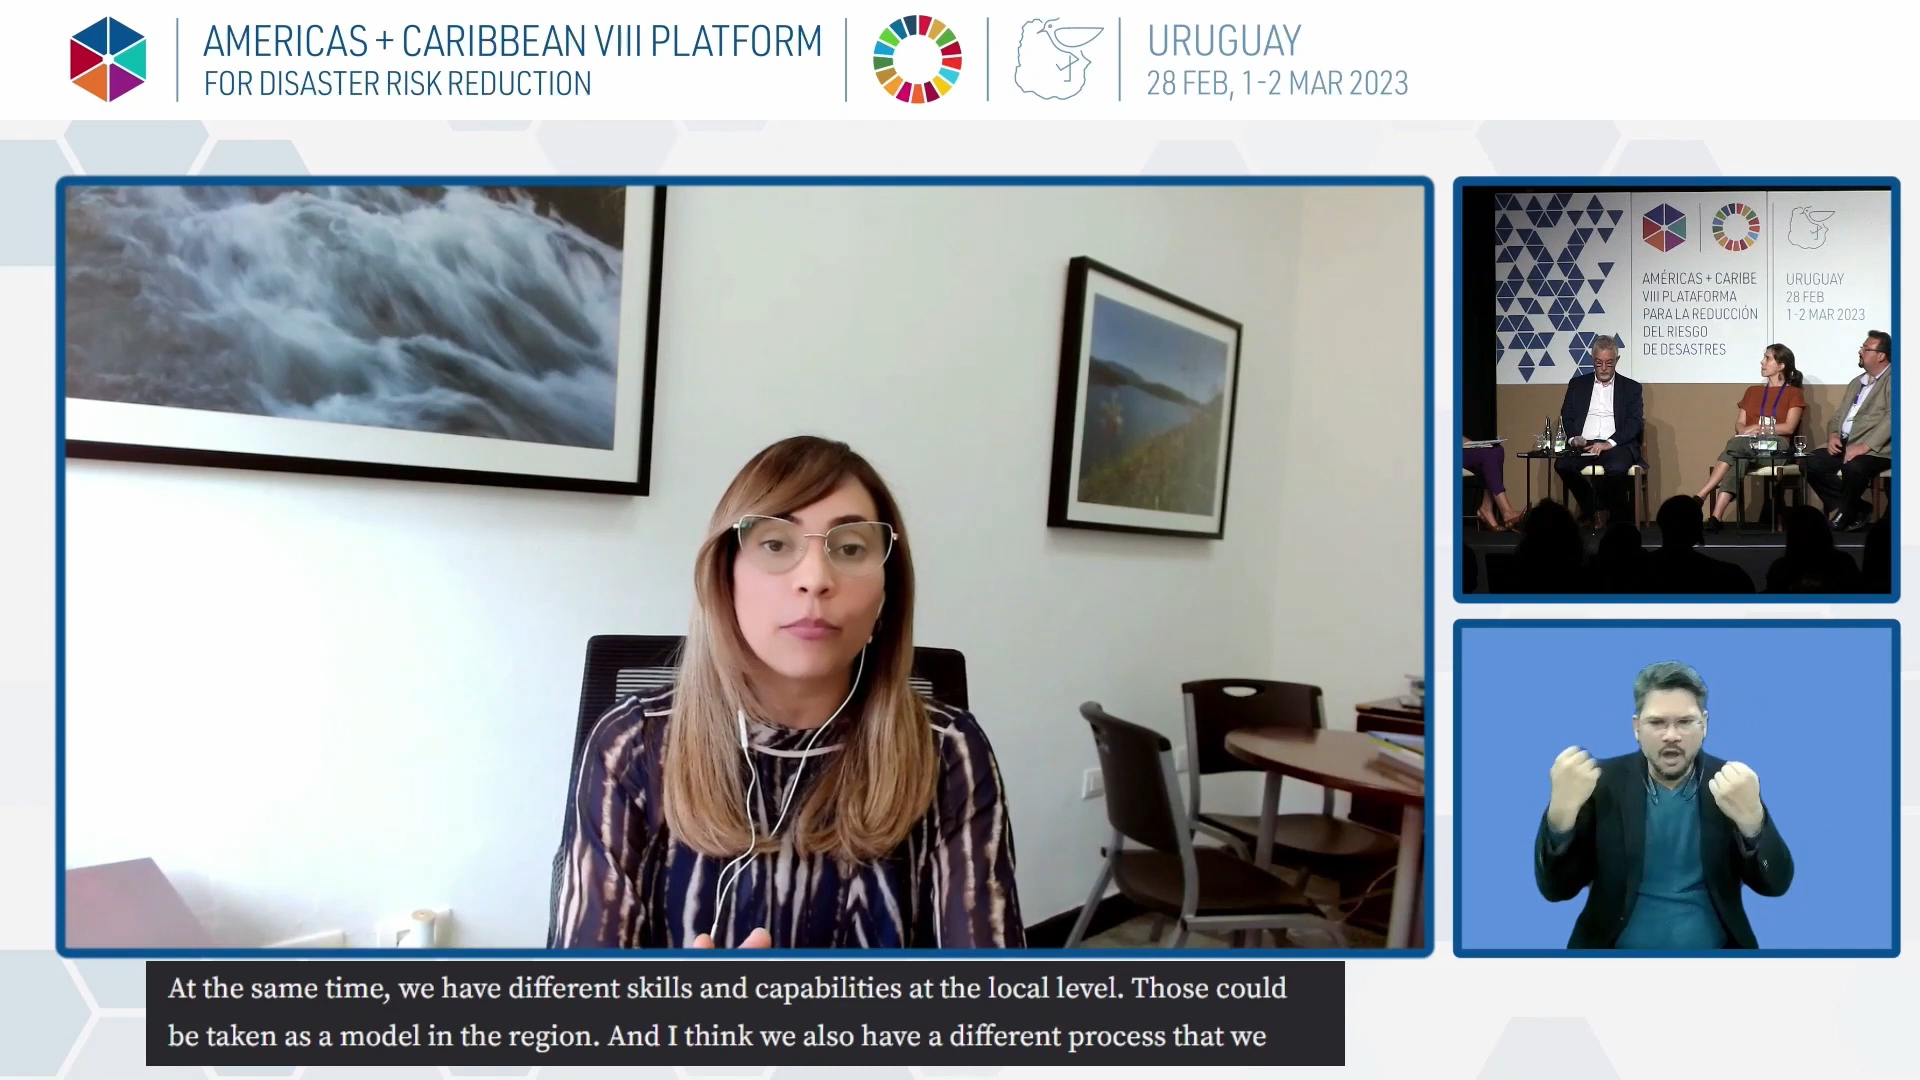 AMERICAS + CARIBBEAN VIII PLATFORM
FOR DISASTER RISK REDUCTION
URUGUAY
28 FEB, 1-2 MAR 2023
AMÉRICAS + CARIBE
VIII PLATAFORMA
PARA LA REDUCCIÓN
DEL RIESGO
DE DESASTRES
URUGUAY
28 FEB
1-2 MAR 2023
At the same time, we have different skills and capabilities at the local level. Those could
be taken as a model in the region. And I think we also have a different process that we